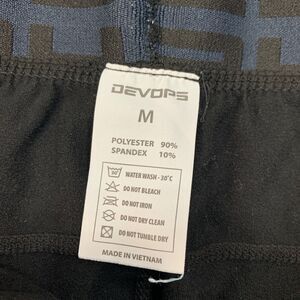 DEVOPS
M
POLYESTER 90%
SPANDEX 10%
WATER WASH - 30°C
DO NOT BLEACH
DO NOT IRON
DO NOT DRY CLEAN
DO NOT TUMBLE DRY
MADE IN VIETNAM